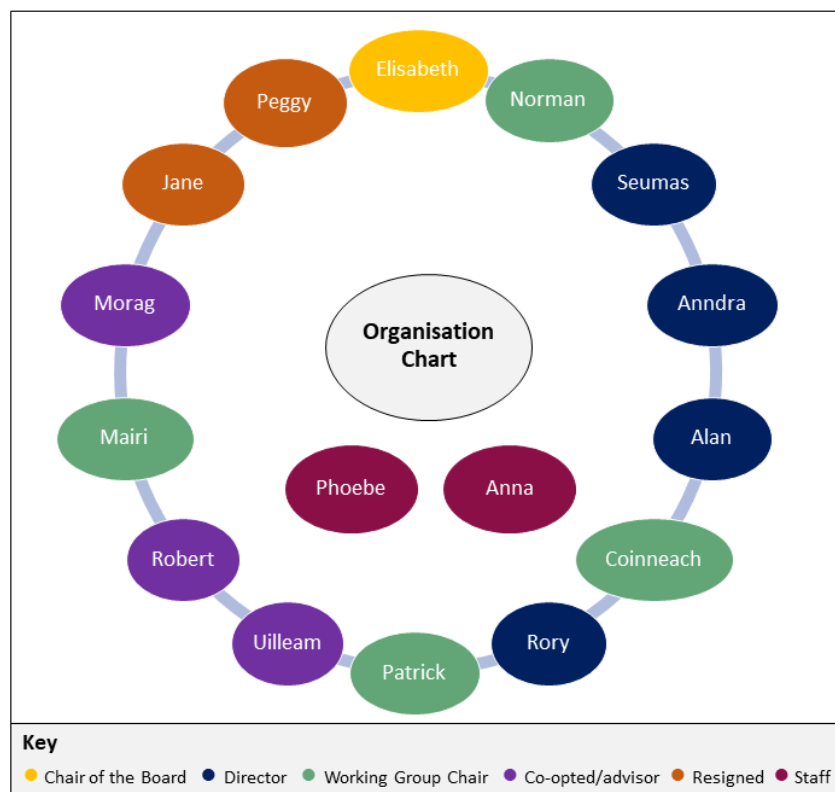 Elisabeth
Norman
Peggy
Seumas
Jane
Anndra
Morag
Organisation
Chart
Alan
Mairi
Phoebe
Anna
Coinneach
Robert
Rory
Uilleam
Patrick
Key
Chair of the Board Director Working Group Chair Co-opted/advisor Resigned Staff